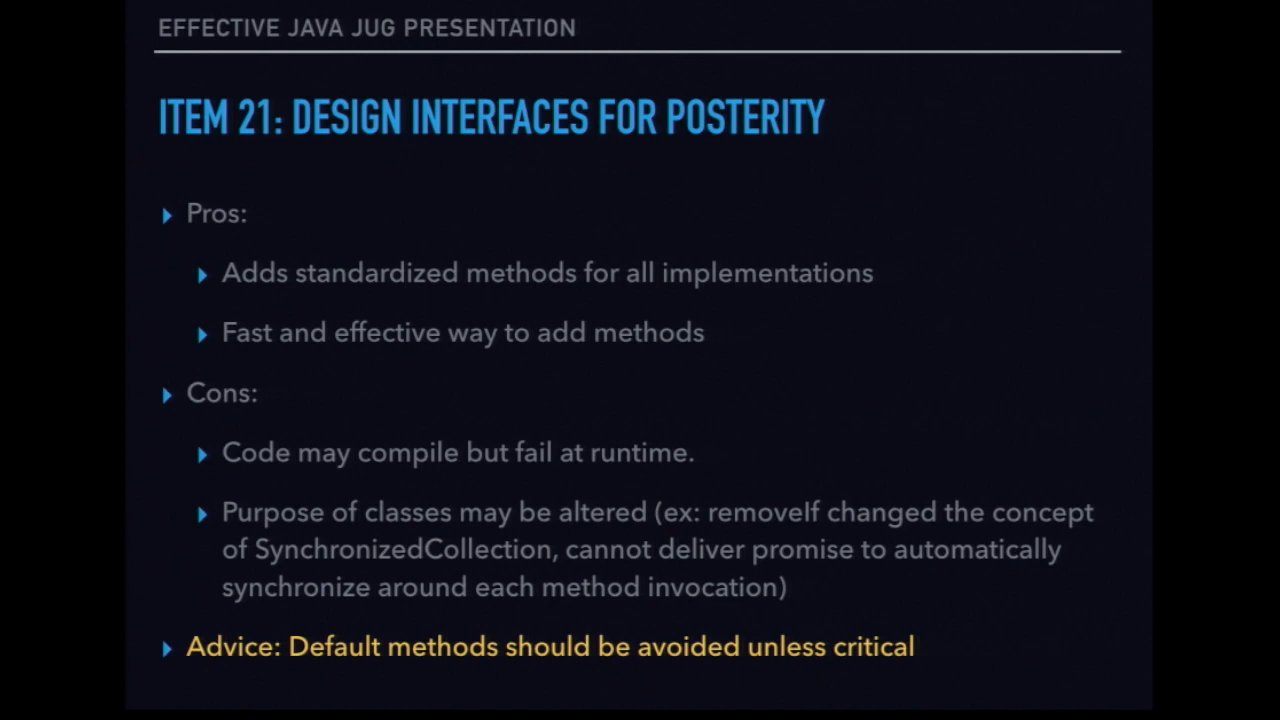 EFFECTIVE JAVA JUG PRESENTATION
ITEM 21: DESIGN INTERFACES FOR POSTERITY
Pros:
Adds standardized methods for all implementations
Fast and effective way to add methods
Cons:
Code may compile but fail at runtime.
Purpose of classes may be altered (ex: removeIf changed the concept
of SynchronizedCollection, cannot deliver promise to automatically
synchronize around each method invocation)
Advice: Default methods should be avoided unless critical